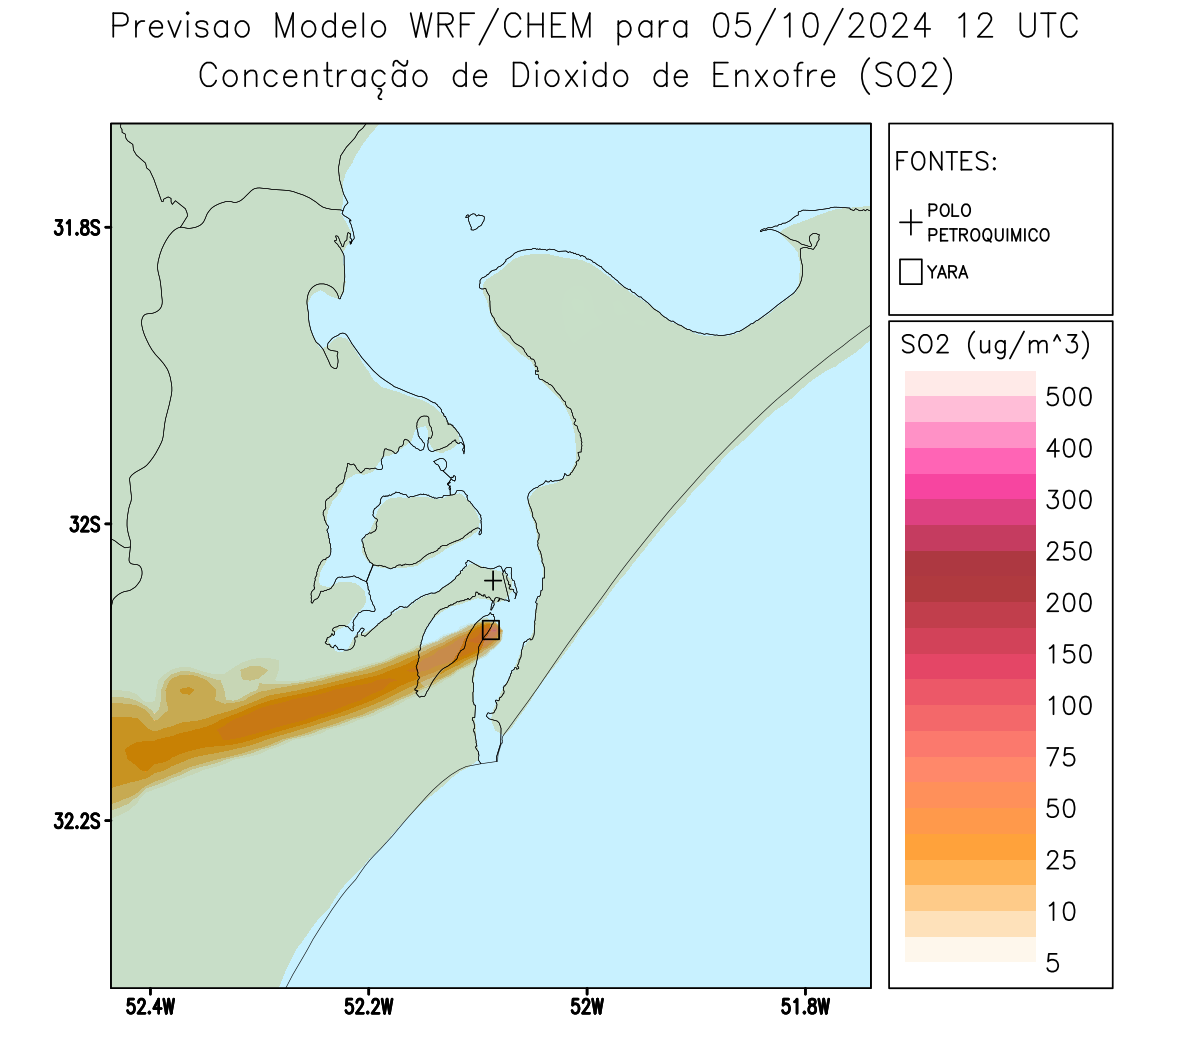 Previsao Modelo WRF/CHEM para 05/10/2024 12 UTC
Concentração de Dioxido de Enxofre (SO2)
FONTES:
POLO
PETROQUIMICO
YARA
31.8S
32S
32.2S
52.4W
52.2W
52W
51.8W
SO2 (ug/m^3)
500
400
300
250
200
150
100
75
50
25
10
5